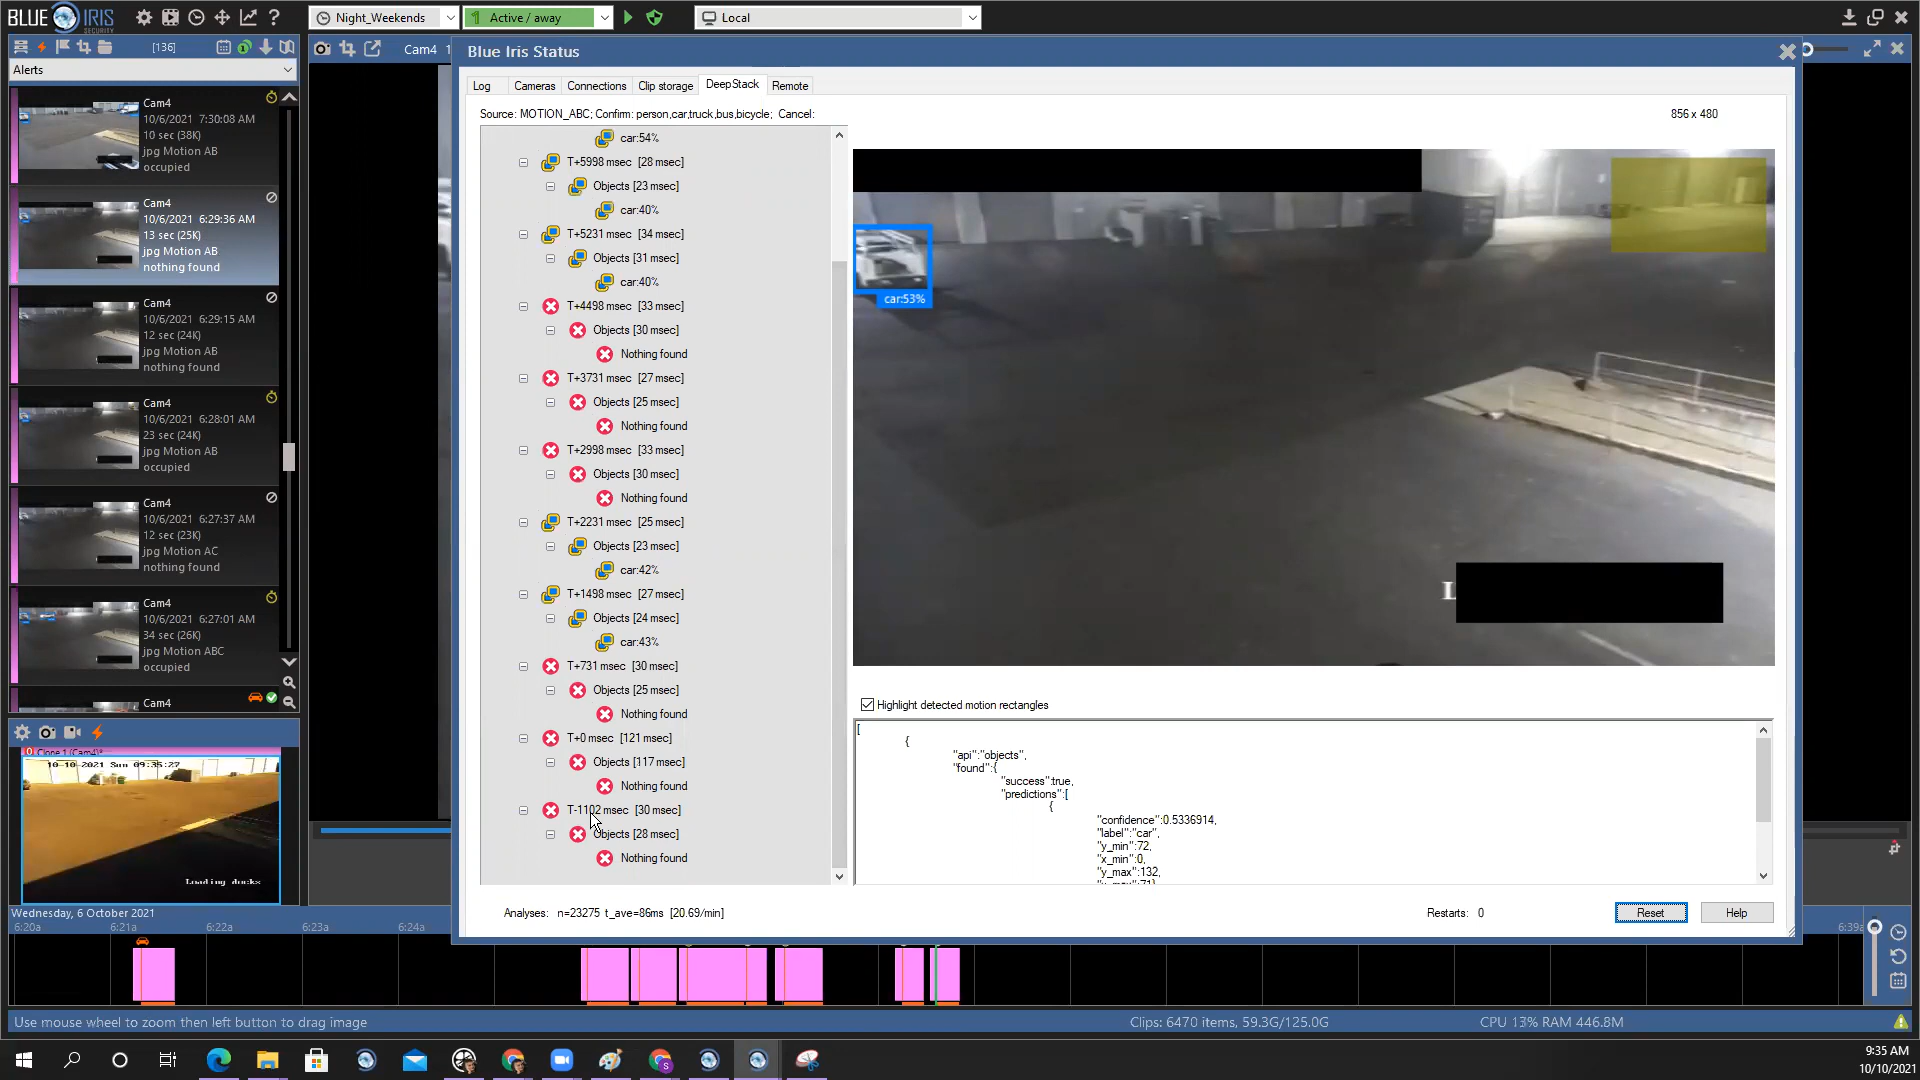 BLUE IRIS
SECURITY
Night_Weekends
1 Active / away
Local
[136]
Alerts
Cam4
10/6/2021 7:30:08 AM
10 sec (38K)
jpg Motion AB
occupied
Cam4
10/6/2021 6:29:36 AM
13 sec (25K)
jpg Motion AB
nothing found
Cam4
10/6/2021 6:29:15 AM
12 sec (24K)
jpg Motion AB
nothing found
Cam4
10/6/2021 6:28:01 AM
23 sec (24K)
jpg Motion AB
occupied
Cam4
10/6/2021 6:27:37 AM
12 sec (23K)
jpg Motion AC
nothing found
Cam4
10/6/2021 6:27:01 AM
34 sec (26K)
jpg Motion ABC
occupied
Cam4
Clone 1 (Cam4)*
10-10-2021 Sun 09:35:27
Loading docks
Cam4 1
Blue Iris Status
Log Cameras Connections Clip storage DeepStack Remote
Source: MOTION_ABC; Confirm: person,car,truck,bus,bicycle; Cancel:
856 x 480
car:54%
T+5998 msec [28 msec]
Objects [23 msec]
car:40%
T+5231 msec [34 msec]
Objects [31 msec]
car:40%
T+4498 msec [33 msec]
Objects [30 msec]
Nothing found
T+3731 msec [27 msec]
Objects [25 msec]
Nothing found
T+2998 msec [33 msec]
Objects [30 msec]
Nothing found
T+2231 msec [25 msec]
Objects [23 msec]
car:42%
T+1498 msec [27 msec]
Objects [24 msec]
car:43%
T+731 msec [30 msec]
Objects [25 msec]
Nothing found
T+0 msec [121 msec]
Objects [117 msec]
Nothing found
T-1102 msec [30 msec]
Objects [28 msec]
Nothing found
car:53%
L
Highlight detected motion rectangles
[
{
"api":"objects",
"found":{
"success":true,
"predictions":[
{
"confidence":0.5336914,
"label":"car",
"y_min":72,
"x_min":0,
"y_max":132,
"x_max":71}
Analyses: n=23275 t_ave=86ms [20.69/min]
Restarts: 0
Reset
Help
Wednesday, 6 October 2021
6:20a 6:21a 6:22a 6:23a 6:24a 6:39a
Use mouse wheel to zoom then left button to drag image
Clips: 6470 items, 59.3G/125.0G
CPU 13% RAM 446.8M
9:35 AM
10/10/2021